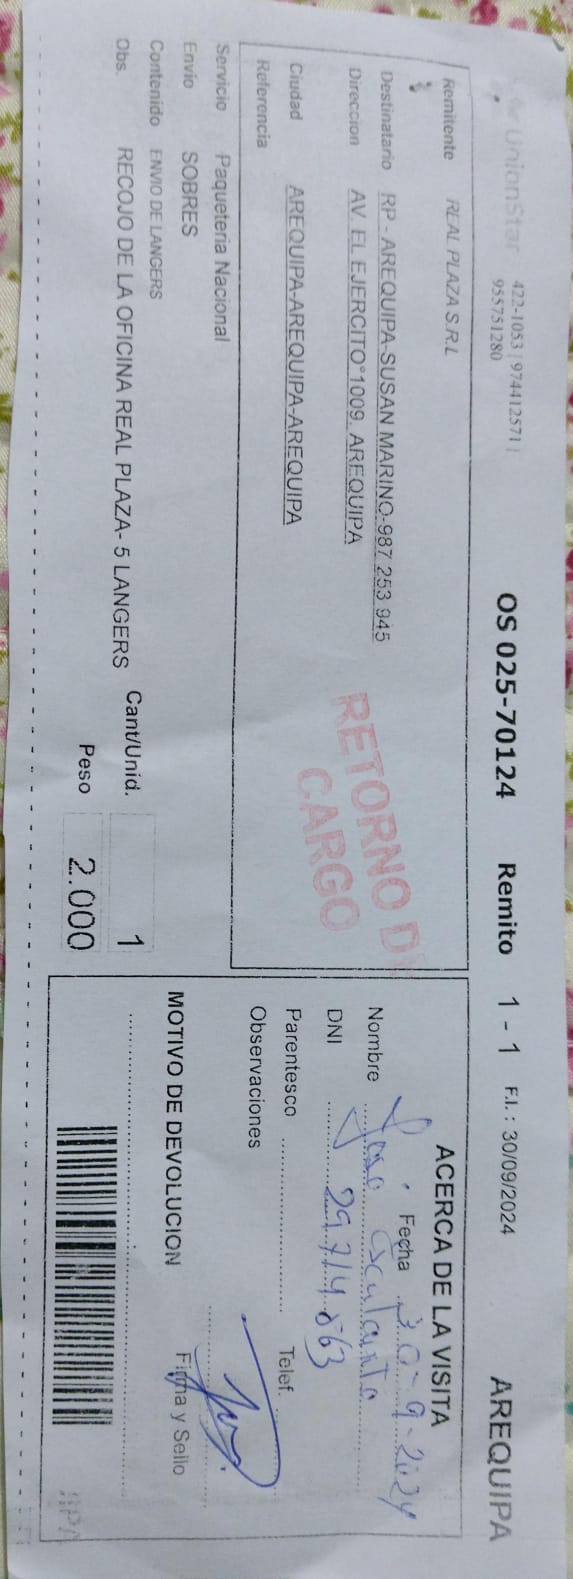 UnionStar 422-1053 | 974412571 |
955751280
OS 025-70124 Remito 1 - 1 F.I.: 30/09/2024 AREQUIPA
Remitente REAL PLAZA S.R.L
Destinatario RP - AREQUIPA-SUSAN MARINO-987 253 945
Direccion AV. EL EJERCITO°1009. AREQUIPA
Ciudad AREQUIPA-AREQUIPA-AREQUIPA
Referencia
RETORNO DE
CARGO
Servicio Paqueteria Nacional
Envio SOBRES
Contenido ENVIO DE LANGERS
Obs. RECOJO DE LA OFICINA REAL PLAZA- 5 LANGERS
Cant/Unid. 1
Peso 2.000
ACERCA DE LA VISITA
Fecha 30-9-2024
Nombre Escalante
DNI
Parentesco Telef.
Observaciones
Firma y Sello
MOTIVO DE DEVOLUCION